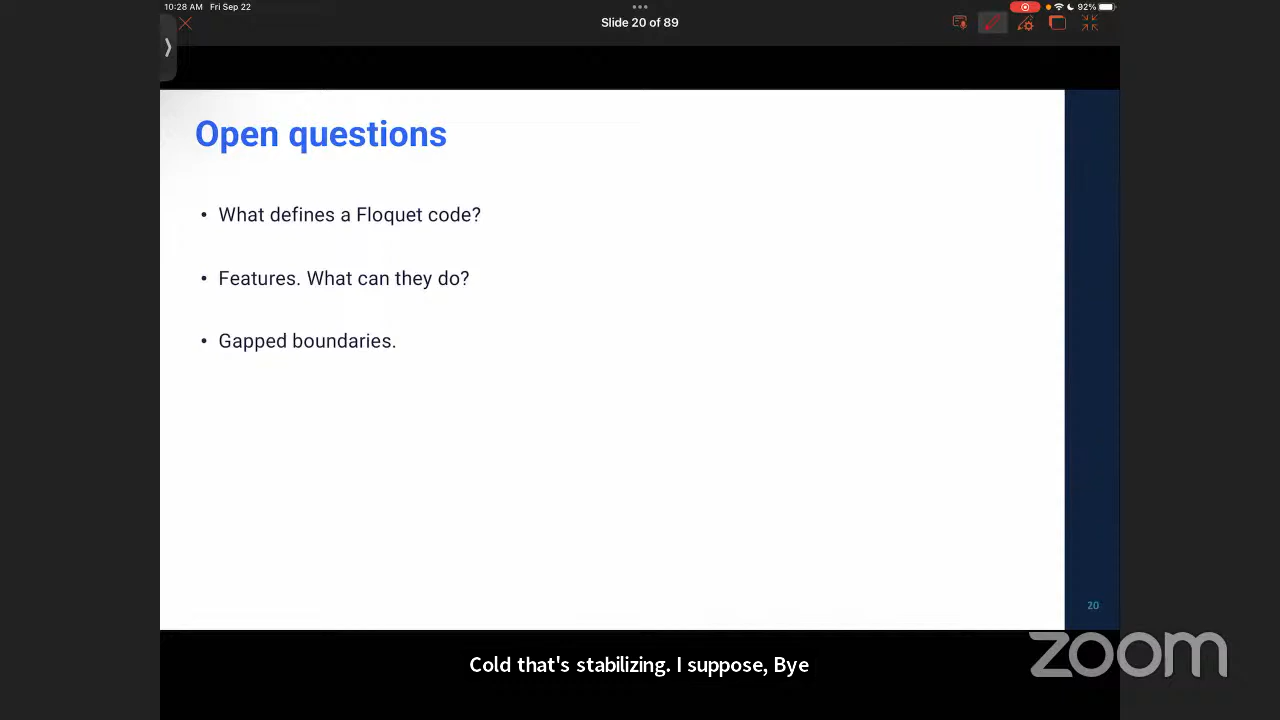 10:28 AM Fri Sep 22
92%
Slide 20 of 89
Open questions
• What defines a Floquet code?
• Features. What can they do?
• Gapped boundaries.
20
Cold that's stabilizing. I suppose, Bye
zoom